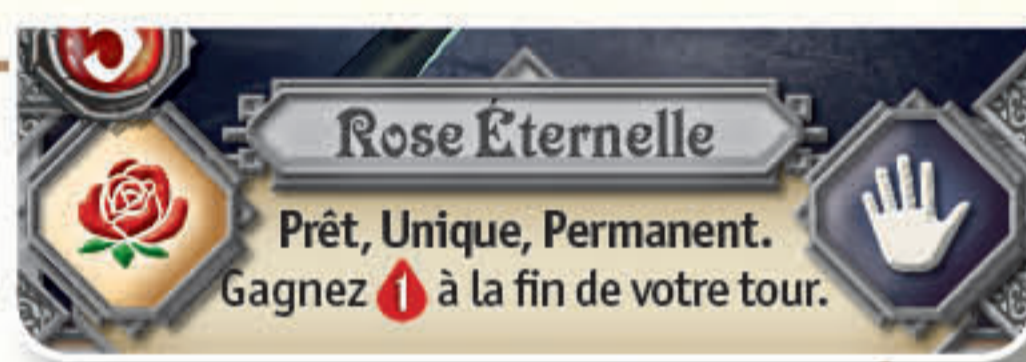 Rose Éternelle
Prêt, Unique, Permanent.
Gagnez 1 à la fin de votre tour.